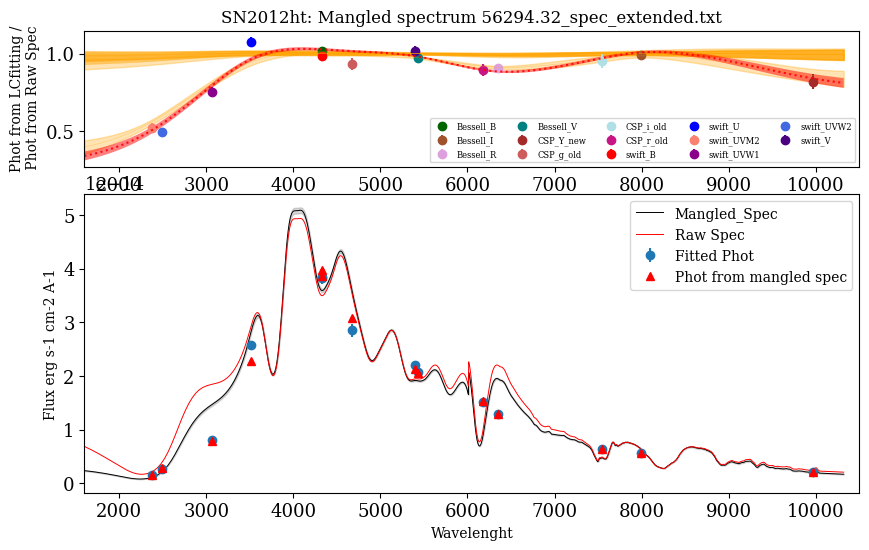 SN2012ht: Mangled spectrum 56294.32_spec_extended.txt
Phot from LCfitting /
Phot from Raw Spec
1.0
0.5
Bessell_B
Bessell_I
Bessell_R
Bessell_V
CSP_Y_new
CSP_g_old
CSP_i_old
CSP_r_old
swift_B
swift_U
swift_UVM2
swift_UVW1
swift_UVW2
swift_V
2000 3000 4000 5000 6000 7000 8000 9000 10000
1e−14
Flux erg s-1 cm-2 A-1
5
4
3
2
1
0
Mangled_Spec
Raw Spec
Fitted Phot
Phot from mangled spec
2000 3000 4000 5000 6000 7000 8000 9000 10000
Wavelenght